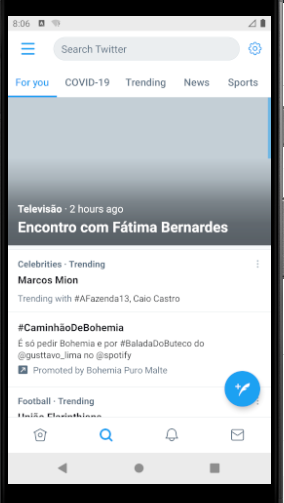 8:06
Search Twitter
For you COVID-19 Trending News Sports
Televisão · 2 hours ago
Encontro com Fátima Bernardes
Celebrities · Trending
Marcos Mion
Trending with #AFazenda13, Caio Castro
#CaminhãoDeBohemia
É só pedir Bohemia e por #BaladaDoButeco do
@gusttavo_lima no @spotify
Promoted by Bohemia Puro Malte
Football · Trending